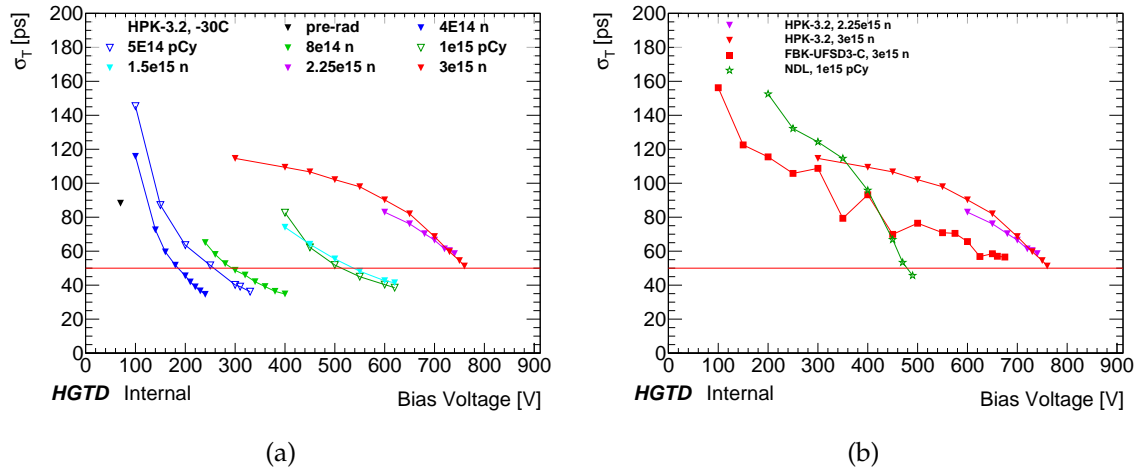 σT [ps]
200
180
160
140
120
100
80
60
40
20
0
HPK-3.2, -30C
pre-rad
4E14 n
5E14 pCy
8e14 n
1e15 pCy
1.5e15 n
2.25e15 n
3e15 n
0 100 200 300 400 500 600 700 800 900
HGTD Internal
Bias Voltage [V]
(a)
σT [ps]
200
180
160
140
120
100
80
60
40
20
0
HPK-3.2, 2.25e15 n
HPK-3.2, 3e15 n
FBK-UFSD3-C, 3e15 n
NDL, 1e15 pCy
0 100 200 300 400 500 600 700 800 900
HGTD Internal
Bias Voltage [V]
(b)